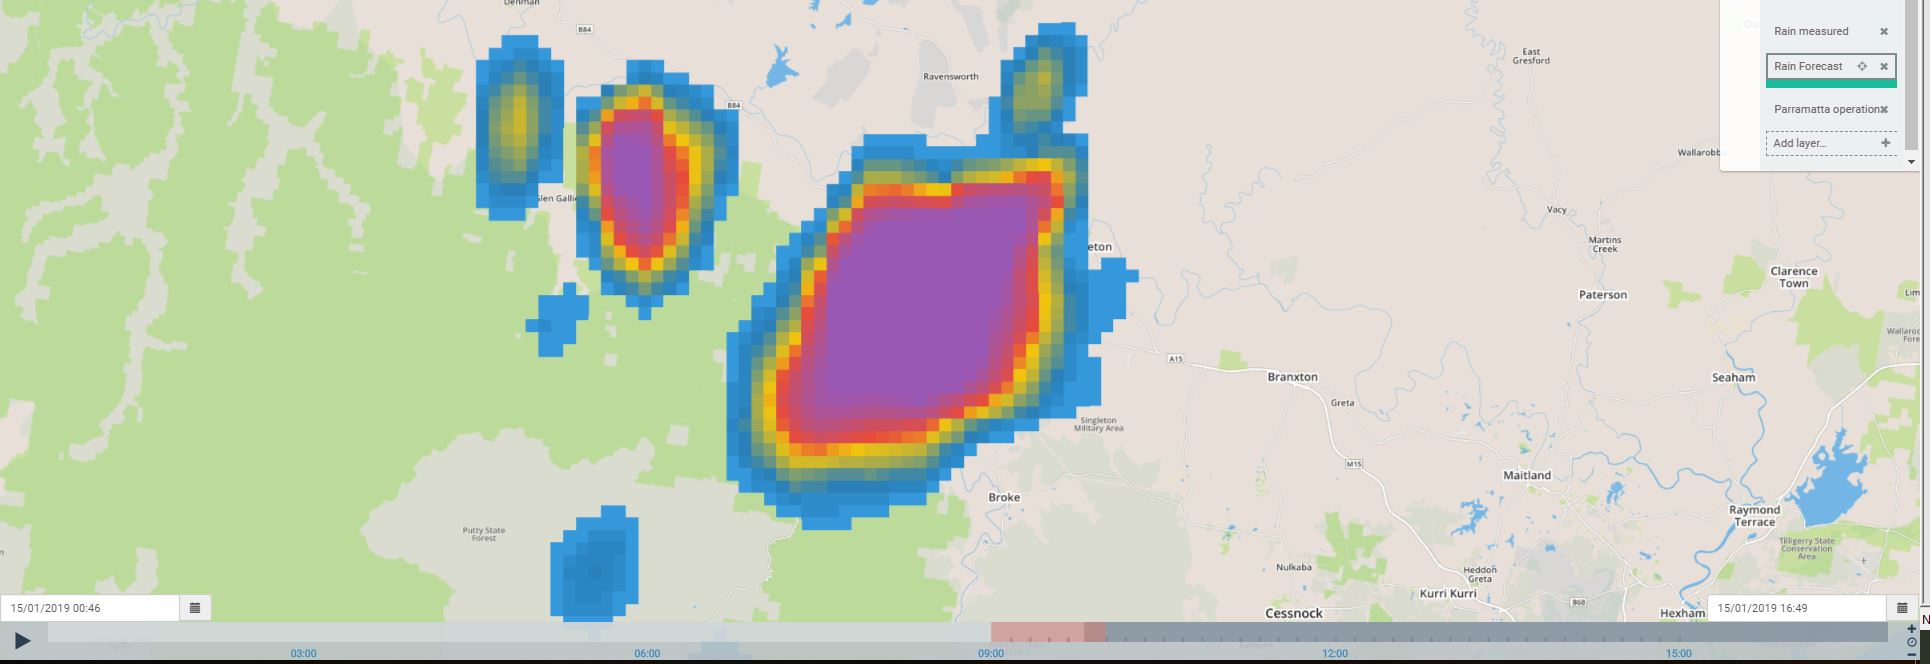 Denman
B84
Rain measured
East
Gresford
Rain Forecast
Ravensworth
B84
Parramatta operation
Add layer...
Wallarobb
Glen Galli
Vacy
Martins
Creek
eton
Clarence
Town
Paterson
Lim
Wallaroo
Fore
A15
Branxton
Seaham
Greta
Singleton
Military Area
M15
Maitland
Broke
Raymond
Terrace
Putty State
Forest
Tilligerry State
Conservation
Area
Nulkaba
Heddon
Greta
Kurri Kurri
B68
15/01/2019 00:46
Cessnock
Hexham
15/01/2019 16:49
N
03:00
06:00
09:00
12:00
15:00